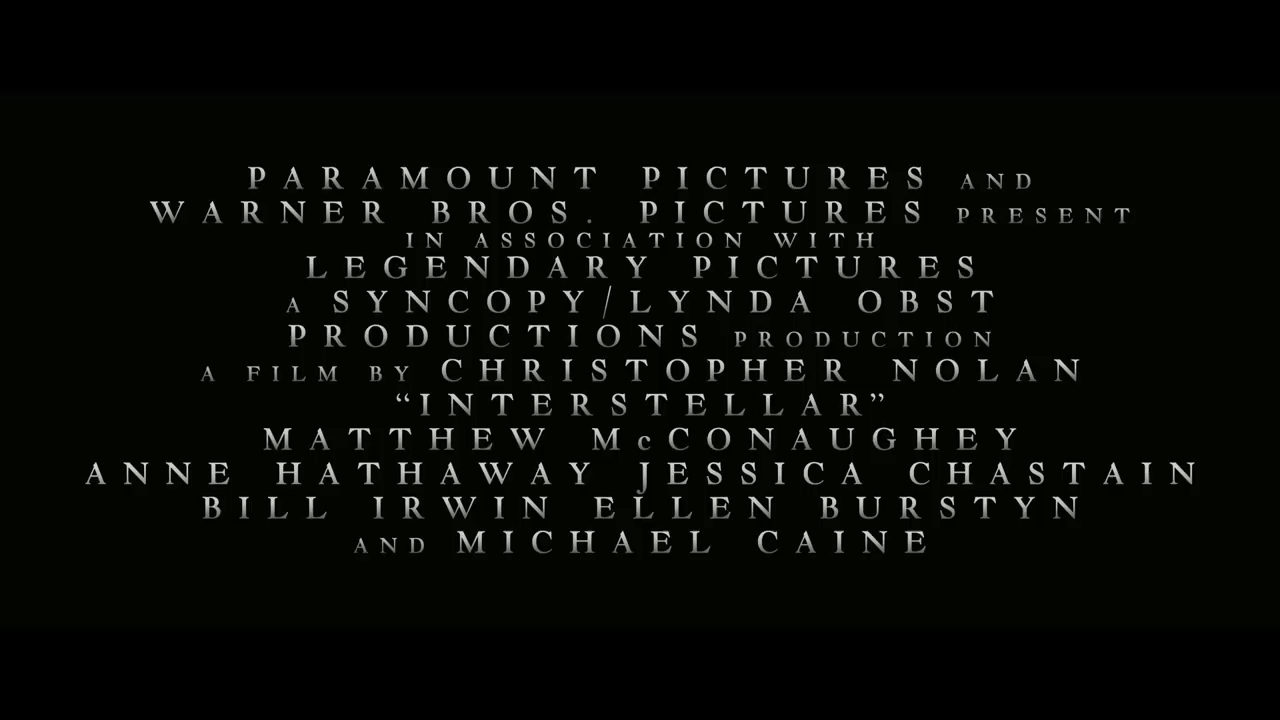 PARAMOUNT PICTURES AND
WARNER BROS. PICTURES PRESENT
IN ASSOCIATION WITH
LEGENDARY PICTURES
A SYNCOPY/LYNDA OBST
PRODUCTIONS PRODUCTION
A FILM BY CHRISTOPHER NOLAN
“INTERSTELLAR”
MATTHEW McCONAUGHEY
ANNE HATHAWAY JESSICA CHASTAIN
BILL IRWIN ELLEN BURSTYN
AND MICHAEL CAINE